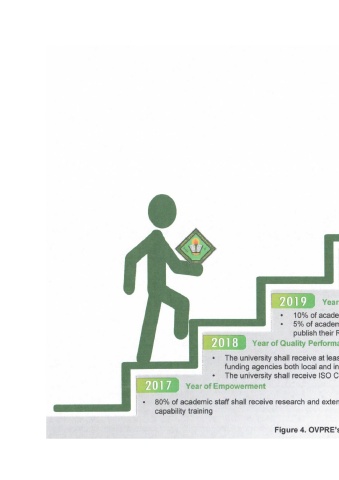 2019 Year
• 10% of acade
• 5% of academ
publish their F
2018 Year of Quality Performa
• The university shall receive at leas
funding agencies both local and in
• The university shall receive ISO C
2017 Year of Empowerment
• 80% of academic staff shall receive research and exten
capability training
Figure 4. OVPRE's